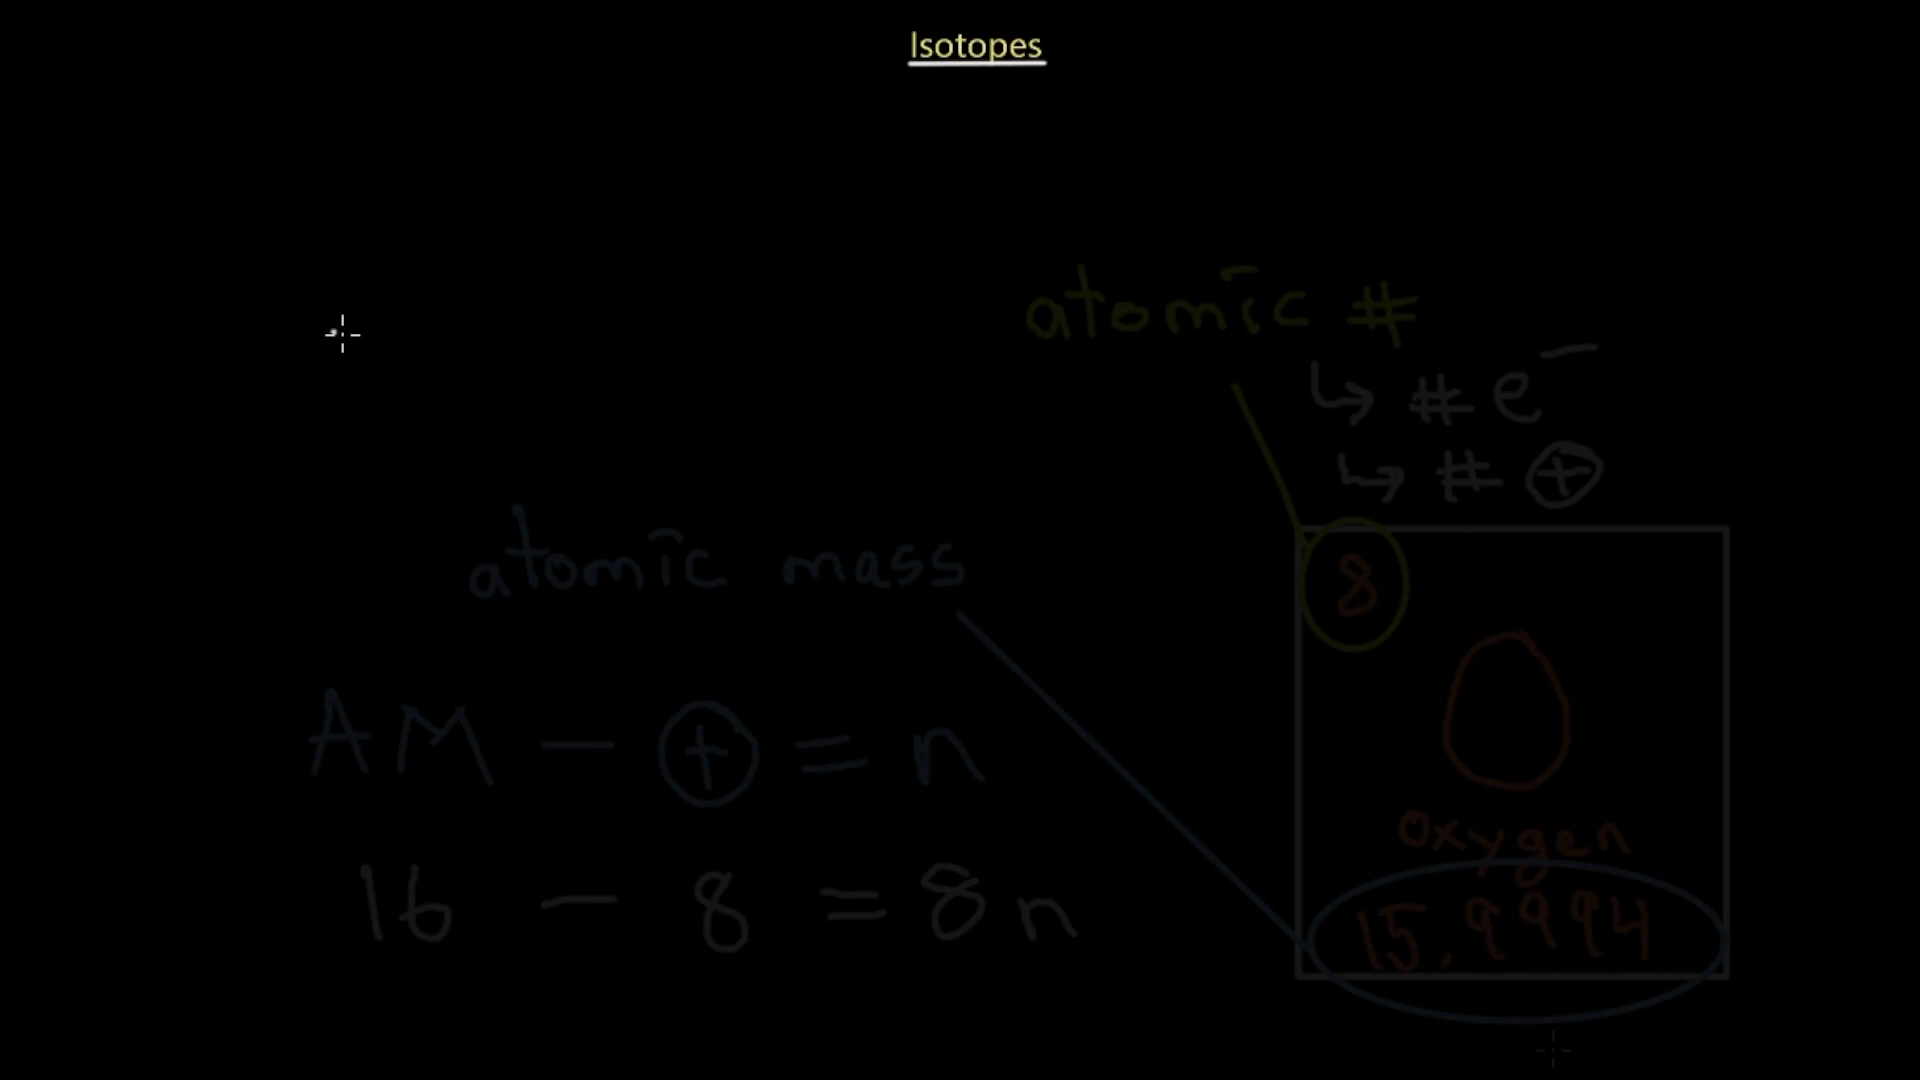 Isotopes
atomic #
↳ # e⁻
↳ # ⊕
atomic mass
AM - ⊕ = n
16 - 8 = 8 n
8
O
oxygen
15.9994